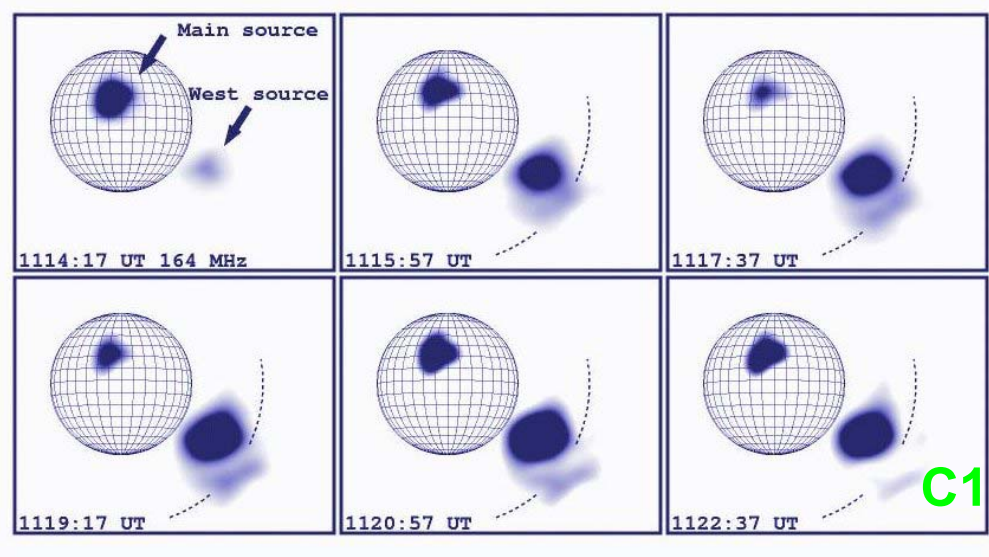 Main source
West source
1114:17 UT 164 MHz
1115:57 UT
1117:37 UT
1119:17 UT
1120:57 UT
1122:37 UT
C1